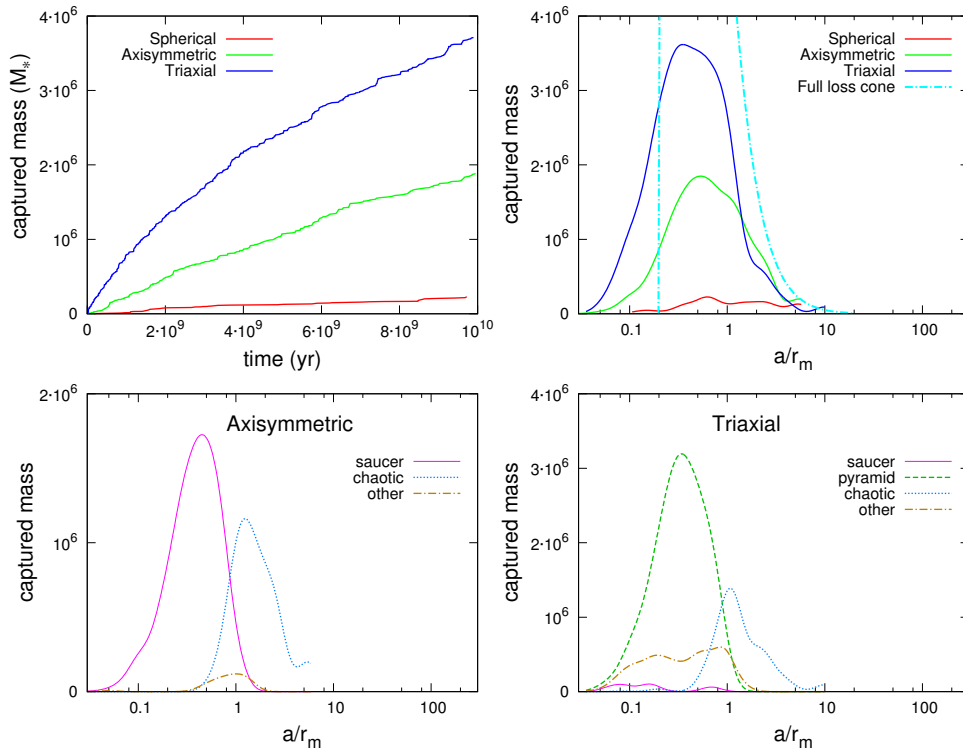 4·10⁶
3·10⁶
2·10⁶
10⁶
0
captured mass (M*)
Spherical
Axisymmetric
Triaxial
0
2·10⁹
4·10⁹
6·10⁹
8·10⁹
10¹⁰
time (yr)
4·10⁶
3·10⁶
2·10⁶
10⁶
0
captured mass
Spherical
Axisymmetric
Triaxial
Full loss cone
0.1
1
10
100
a/rₘ
2·10⁶
10⁶
0
captured mass
Axisymmetric
saucer
chaotic
other
0.1
1
10
100
a/rₘ
4·10⁶
3·10⁶
2·10⁶
10⁶
0
captured mass
Triaxial
saucer
pyramid
chaotic
other
0.1
1
10
100
a/rₘ